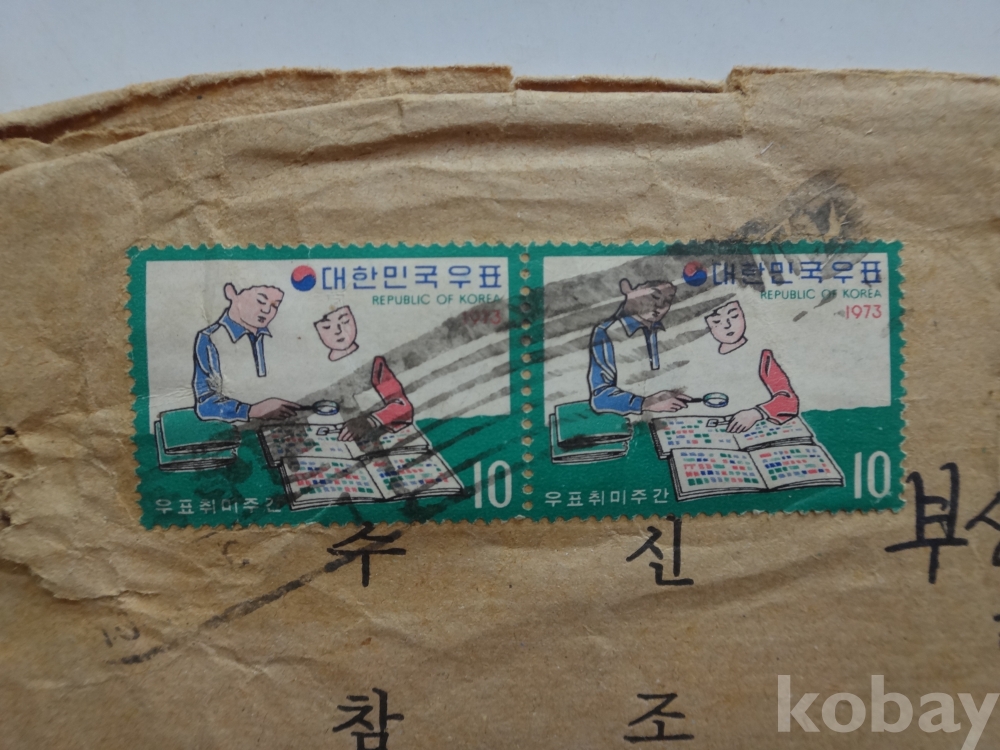 대한민국우표 대한민국우표
REPUBLIC OF KOREA REPUBLIC OF KOREA
1973 1973
10 10
우표취미주간 우표취미주간
수 신
참 조
kobay